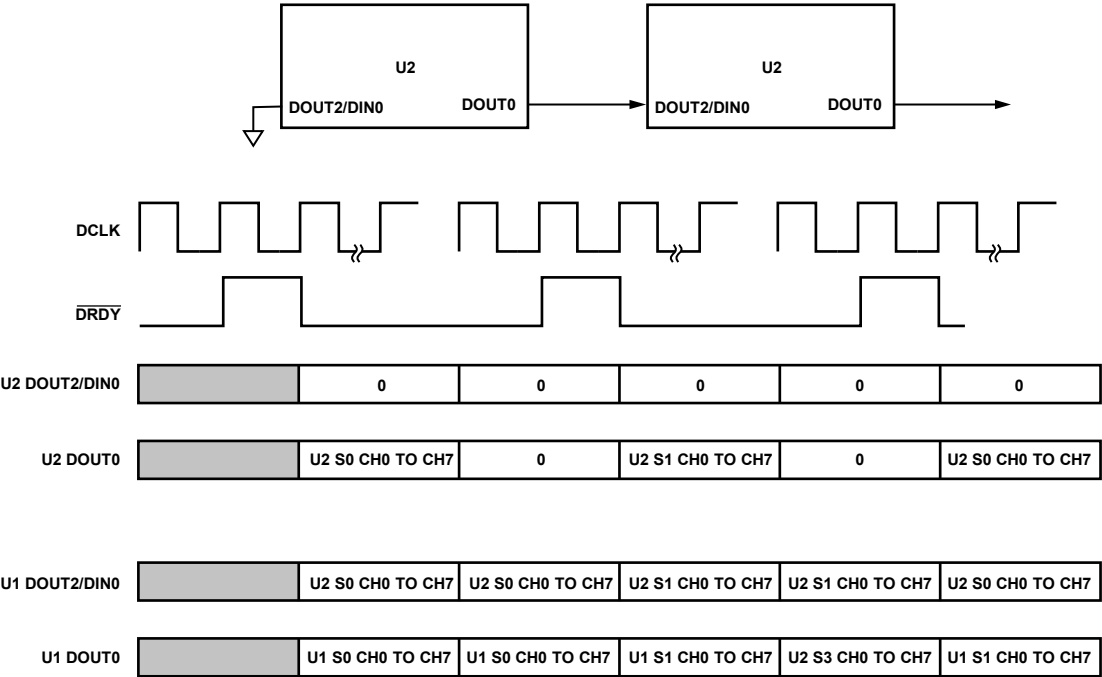 U2
DOUT2/DIN0 DOUT0
U2
DOUT2/DIN0 DOUT0
DCLK
DRDY
U2 DOUT2/DIN0 0 0 0 0 0
U2 DOUT0 U2 S0 CH0 TO CH7 0 U2 S1 CH0 TO CH7 0 U2 S0 CH0 TO CH7
U1 DOUT2/DIN0 U2 S0 CH0 TO CH7 U2 S0 CH0 TO CH7 U2 S1 CH0 TO CH7 U2 S1 CH0 TO CH7 U2 S0 CH0 TO CH7
U1 DOUT0 U1 S0 CH0 TO CH7 U1 S0 CH0 TO CH7 U1 S1 CH0 TO CH7 U2 S3 CH0 TO CH7 U1 S1 CH0 TO CH7